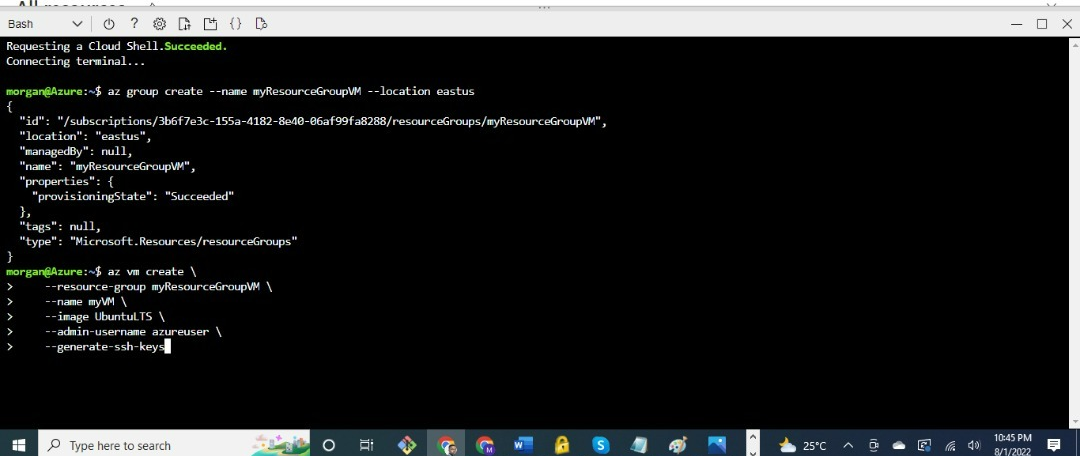 Bash
Requesting a Cloud Shell.Succeeded.
Connecting terminal...
morgan@Azure:~$ az group create --name myResourceGroupVM --location eastus
{
"id": "/subscriptions/3b6f7e3c-155a-4182-8e40-06af99fa8288/resourceGroups/myResourceGroupVM",
"location": "eastus",
"managedBy": null,
"name": "myResourceGroupVM",
"properties": {
"provisioningState": "Succeeded"
},
"tags": null,
"type": "Microsoft.Resources/resourceGroups"
}
morgan@Azure:~$ az vm create \
> --resource-group myResourceGroupVM \
> --name myVM \
> --image UbuntuLTS \
> --admin-username azureuser \
> --generate-ssh-keys
Type here to search
25°C
10:45 PM
8/1/2022